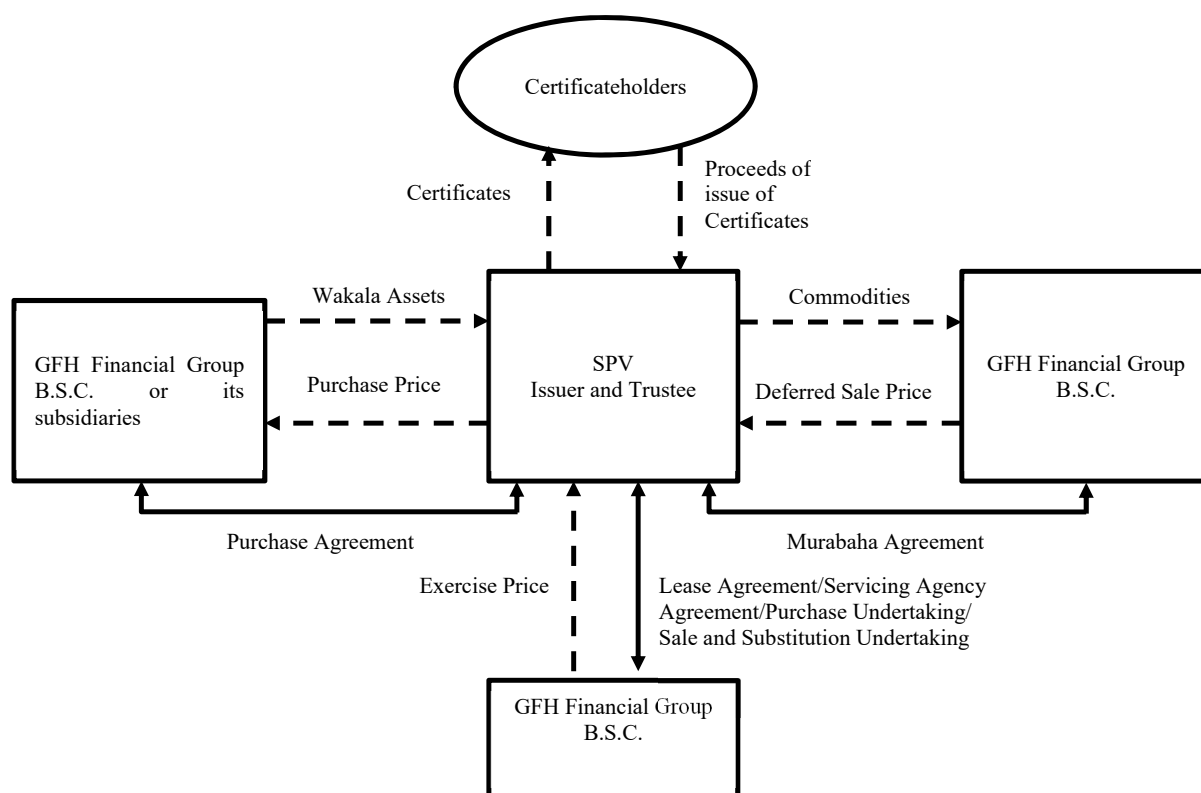 Certificateholders
Certificates
Proceeds of
issue of
Certificates
Wakala Assets
Commodities
GFH Financial Group
B.S.C. or its
subsidiaries
Purchase Price
SPV
Issuer and Trustee
Deferred Sale Price
GFH Financial Group
B.S.C.
Purchase Agreement
Murabaha Agreement
Exercise Price
Lease Agreement/Servicing Agency
Agreement/Purchase Undertaking/
Sale and Substitution Undertaking
GFH Financial Group
B.S.C.